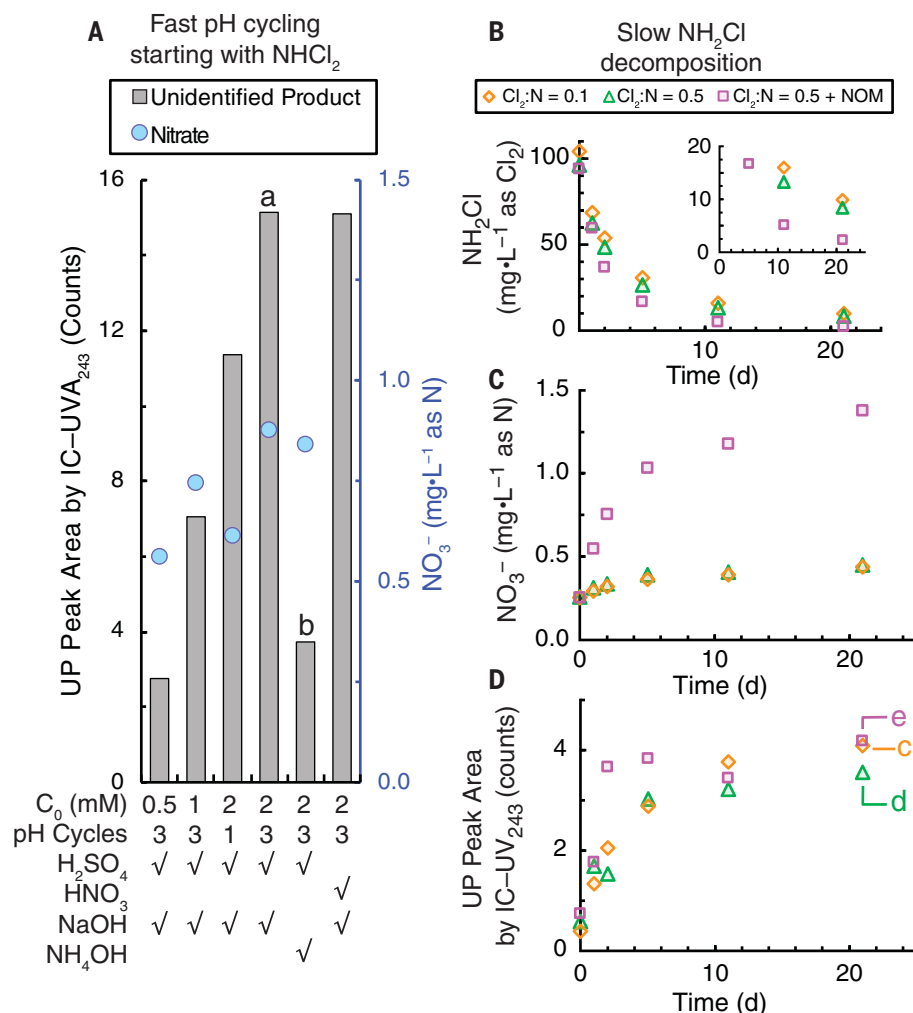 A
Fast pH cycling
starting with NHCl₂
Unidentified Product
Nitrate
UP Peak Area by IC–UVA₂₄₃ (Counts)
16
12
8
4
0
a
b
1.5
1.0
0.5
0.0
NO₃⁻ (mg•L⁻¹ as N)
C₀ (mM) 0.5 1 2 2 2 2
pH Cycles 3 3 1 3 3 3
H₂SO₄ √ √ √ √ √
HNO₃ √
NaOH √ √ √ √ √
NH₄OH √
B
Slow NH₂Cl
decomposition
Cl₂:N = 0.1 Cl₂:N = 0.5 Cl₂:N = 0.5 + NOM
NH₂Cl
(mg•L⁻¹ as Cl₂)
100
50
0
0 10 20
Time (d)
20
10
0
0 10 20
C
NO₃⁻ (mg•L⁻¹ as N)
1.5
1.0
0.5
0.0
0 10 20
Time (d)
D
UP Peak Area
by IC–UV₂₄₃ (counts)
4
2
0
e
c
d
0 10 20
Time (d)